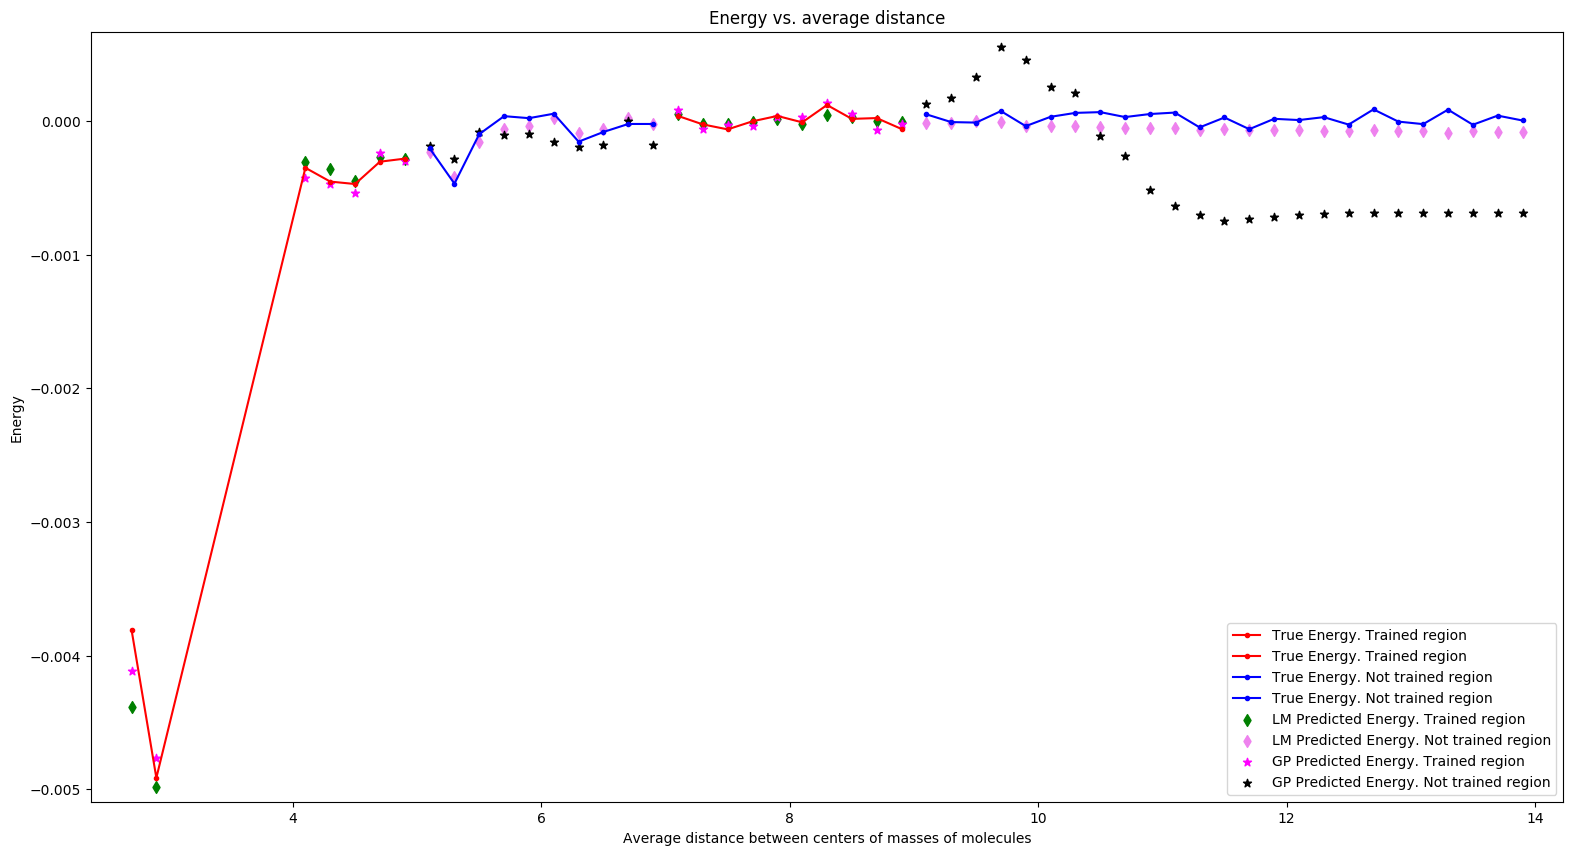 Energy vs. average distance
0.000
−0.001
−0.002
−0.003
−0.004
−0.005
Energy
4
6
8
10
12
14
Average distance between centers of masses of molecules
True Energy. Trained region
True Energy. Trained region
True Energy. Not trained region
True Energy. Not trained region
LM Predicted Energy. Trained region
LM Predicted Energy. Not trained region
GP Predicted Energy. Trained region
GP Predicted Energy. Not trained region